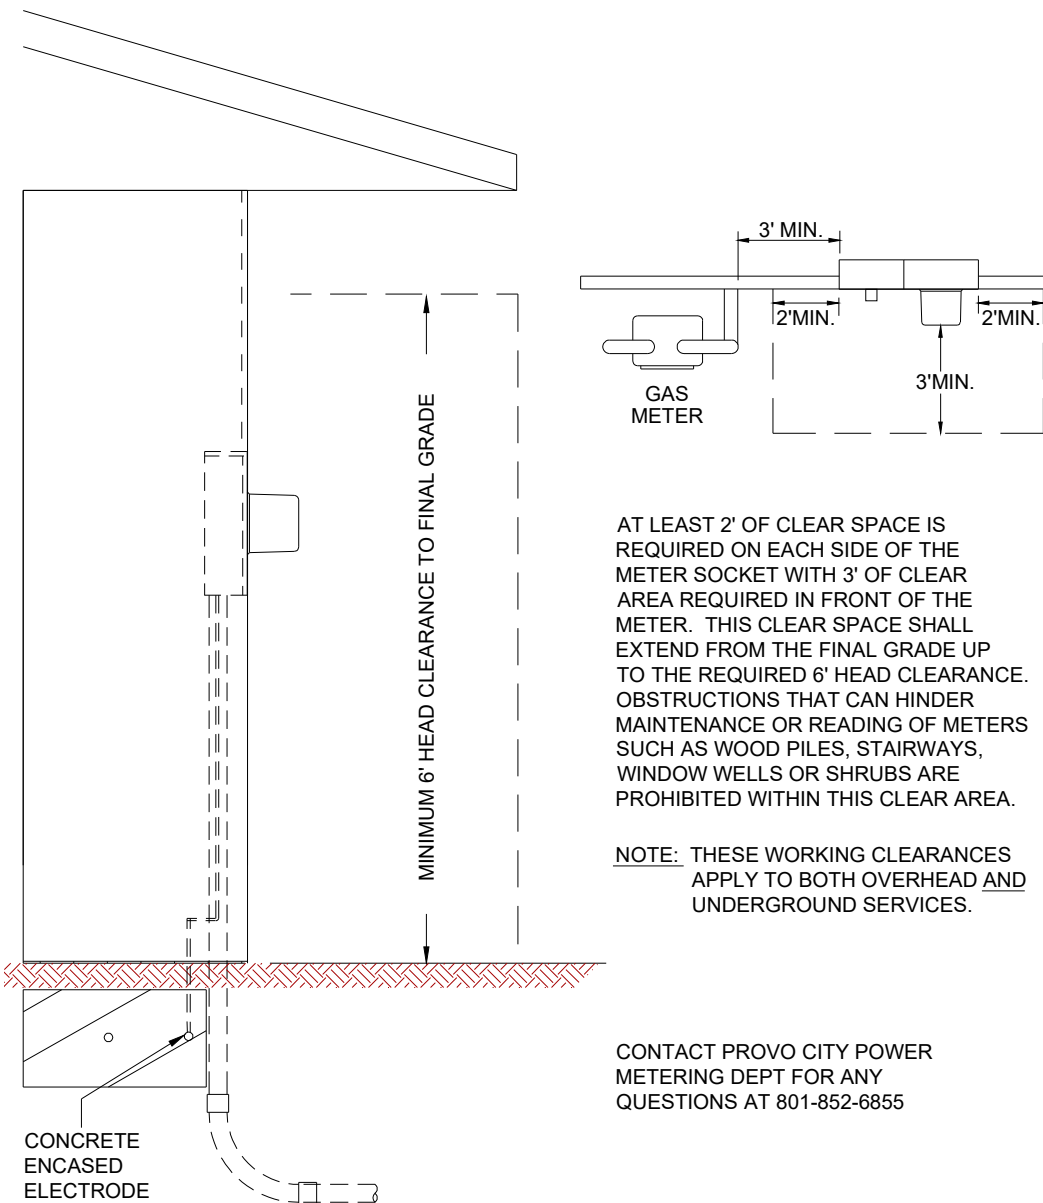 3' MIN.
2'MIN.
2'MIN.
3'MIN.
GAS
METER
MINIMUM 6' HEAD CLEARANCE TO FINAL GRADE
AT LEAST 2' OF CLEAR SPACE IS
REQUIRED ON EACH SIDE OF THE
METER SOCKET WITH 3' OF CLEAR
AREA REQUIRED IN FRONT OF THE
METER. THIS CLEAR SPACE SHALL
EXTEND FROM THE FINAL GRADE UP
TO THE REQUIRED 6' HEAD CLEARANCE.
OBSTRUCTIONS THAT CAN HINDER
MAINTENANCE OR READING OF METERS
SUCH AS WOOD PILES, STAIRWAYS,
WINDOW WELLS OR SHRUBS ARE
PROHIBITED WITHIN THIS CLEAR AREA.
NOTE: THESE WORKING CLEARANCES
APPLY TO BOTH OVERHEAD AND
UNDERGROUND SERVICES.
CONTACT PROVO CITY POWER
METERING DEPT FOR ANY
QUESTIONS AT 801-852-6855
CONCRETE
ENCASED
ELECTRODE